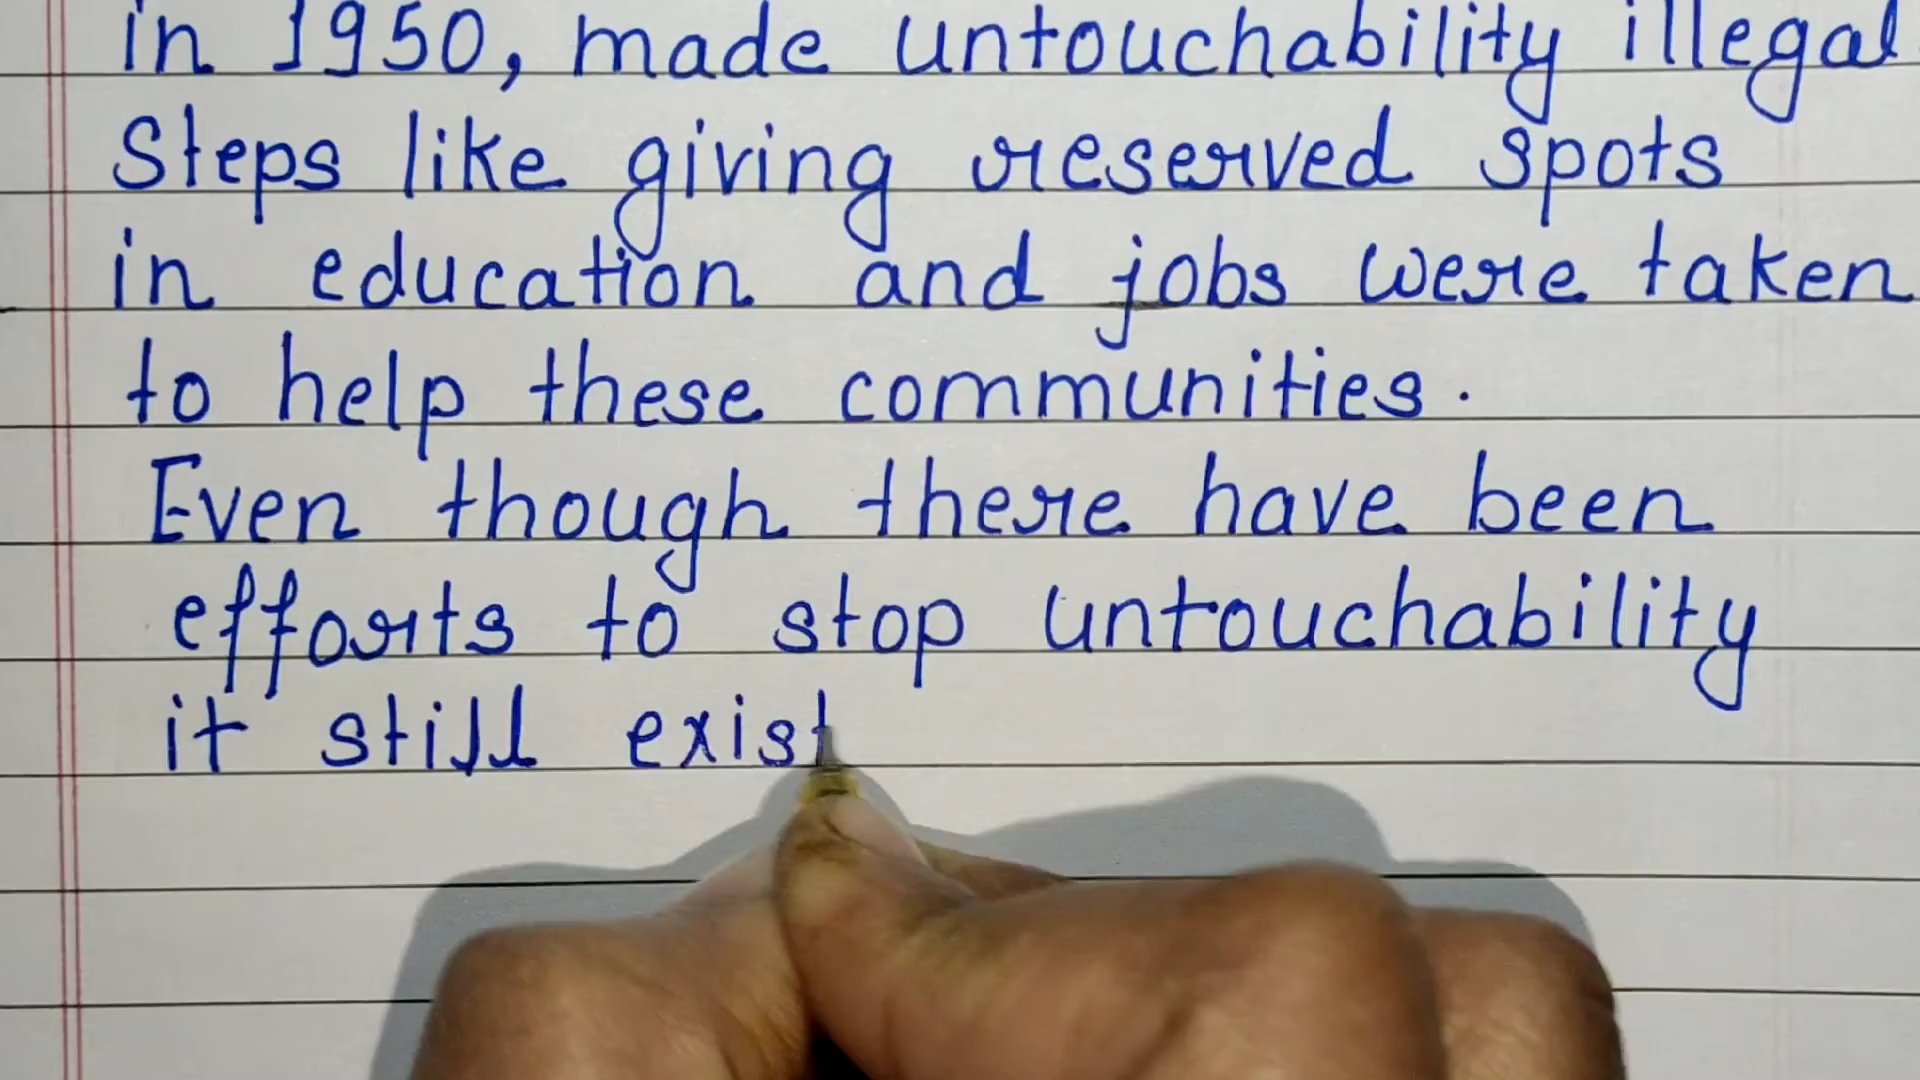 in 1950, made untouchability illegal
Steps like giving reserved spots
in education and jobs were taken
to help these communities.
Even though there have been
efforts to stop untouchability
it still exist